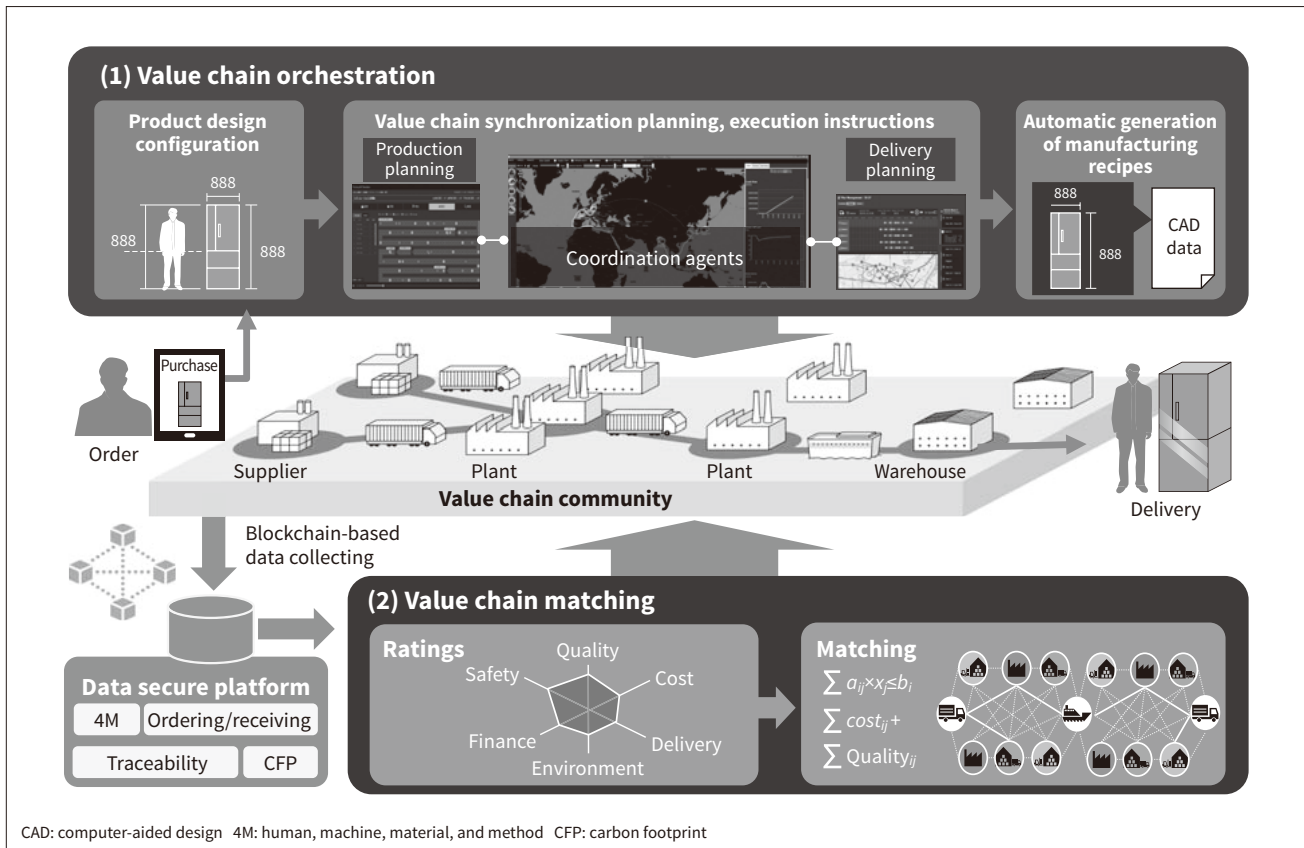 (1) Value chain orchestration
Product design
configuration
888
888
888
Value chain synchronization planning, execution instructions
Production
planning
Coordination agents
Delivery
planning
Automatic generation
of manufacturing
recipes
888
888
CAD
data
Purchase
Order
Supplier
Plant
Plant
Warehouse
Value chain community
Delivery
Blockchain-based
data collecting
Data secure platform
4M
Ordering/receiving
Traceability
CFP
(2) Value chain matching
Ratings
Quality
Safety
Cost
Finance
Delivery
Environment
Matching
∑ aij×xj≤bi
∑ costij+
∑ Qualityij
CAD: computer-aided design 4M: human, machine, material, and method CFP: carbon footprint